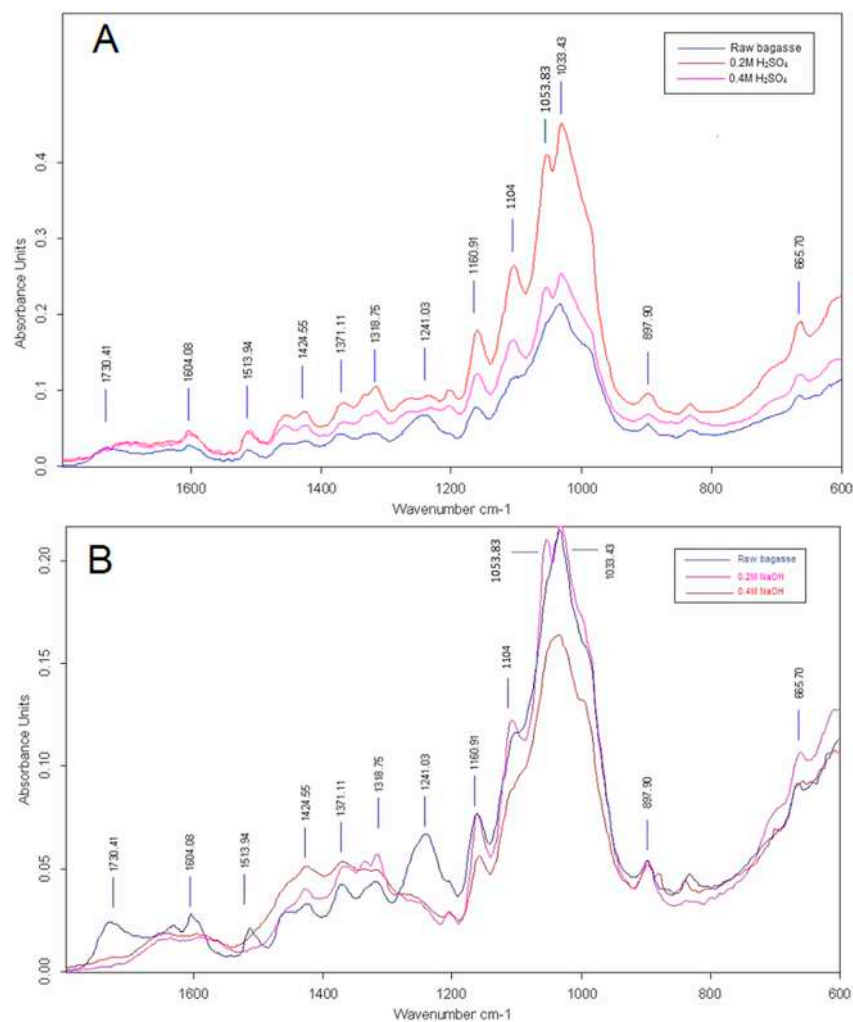 A
Raw bagasse
0.2M H₂SO₄
0.4M H₂SO₄
1730.41
1604.08
1513.94
1424.55
1371.11
1318.75
1241.03
1160.91
1104
1053.83
1033.43
897.90
665.70
Absorbance Units
0.0 0.1 0.2 0.3 0.4
1600 1400 1200 1000 800 600
Wavenumber cm-1
B
Raw bagasse
0.2M NaOH
0.4M NaOH
1730.41
1604.08
1513.94
1424.55
1371.11
1318.75
1241.03
1160.91
1104
1053.83
1033.43
897.90
665.70
Absorbance Units
0.00 0.05 0.10 0.15 0.20
1600 1400 1200 1000 800 600
Wavenumber cm-1